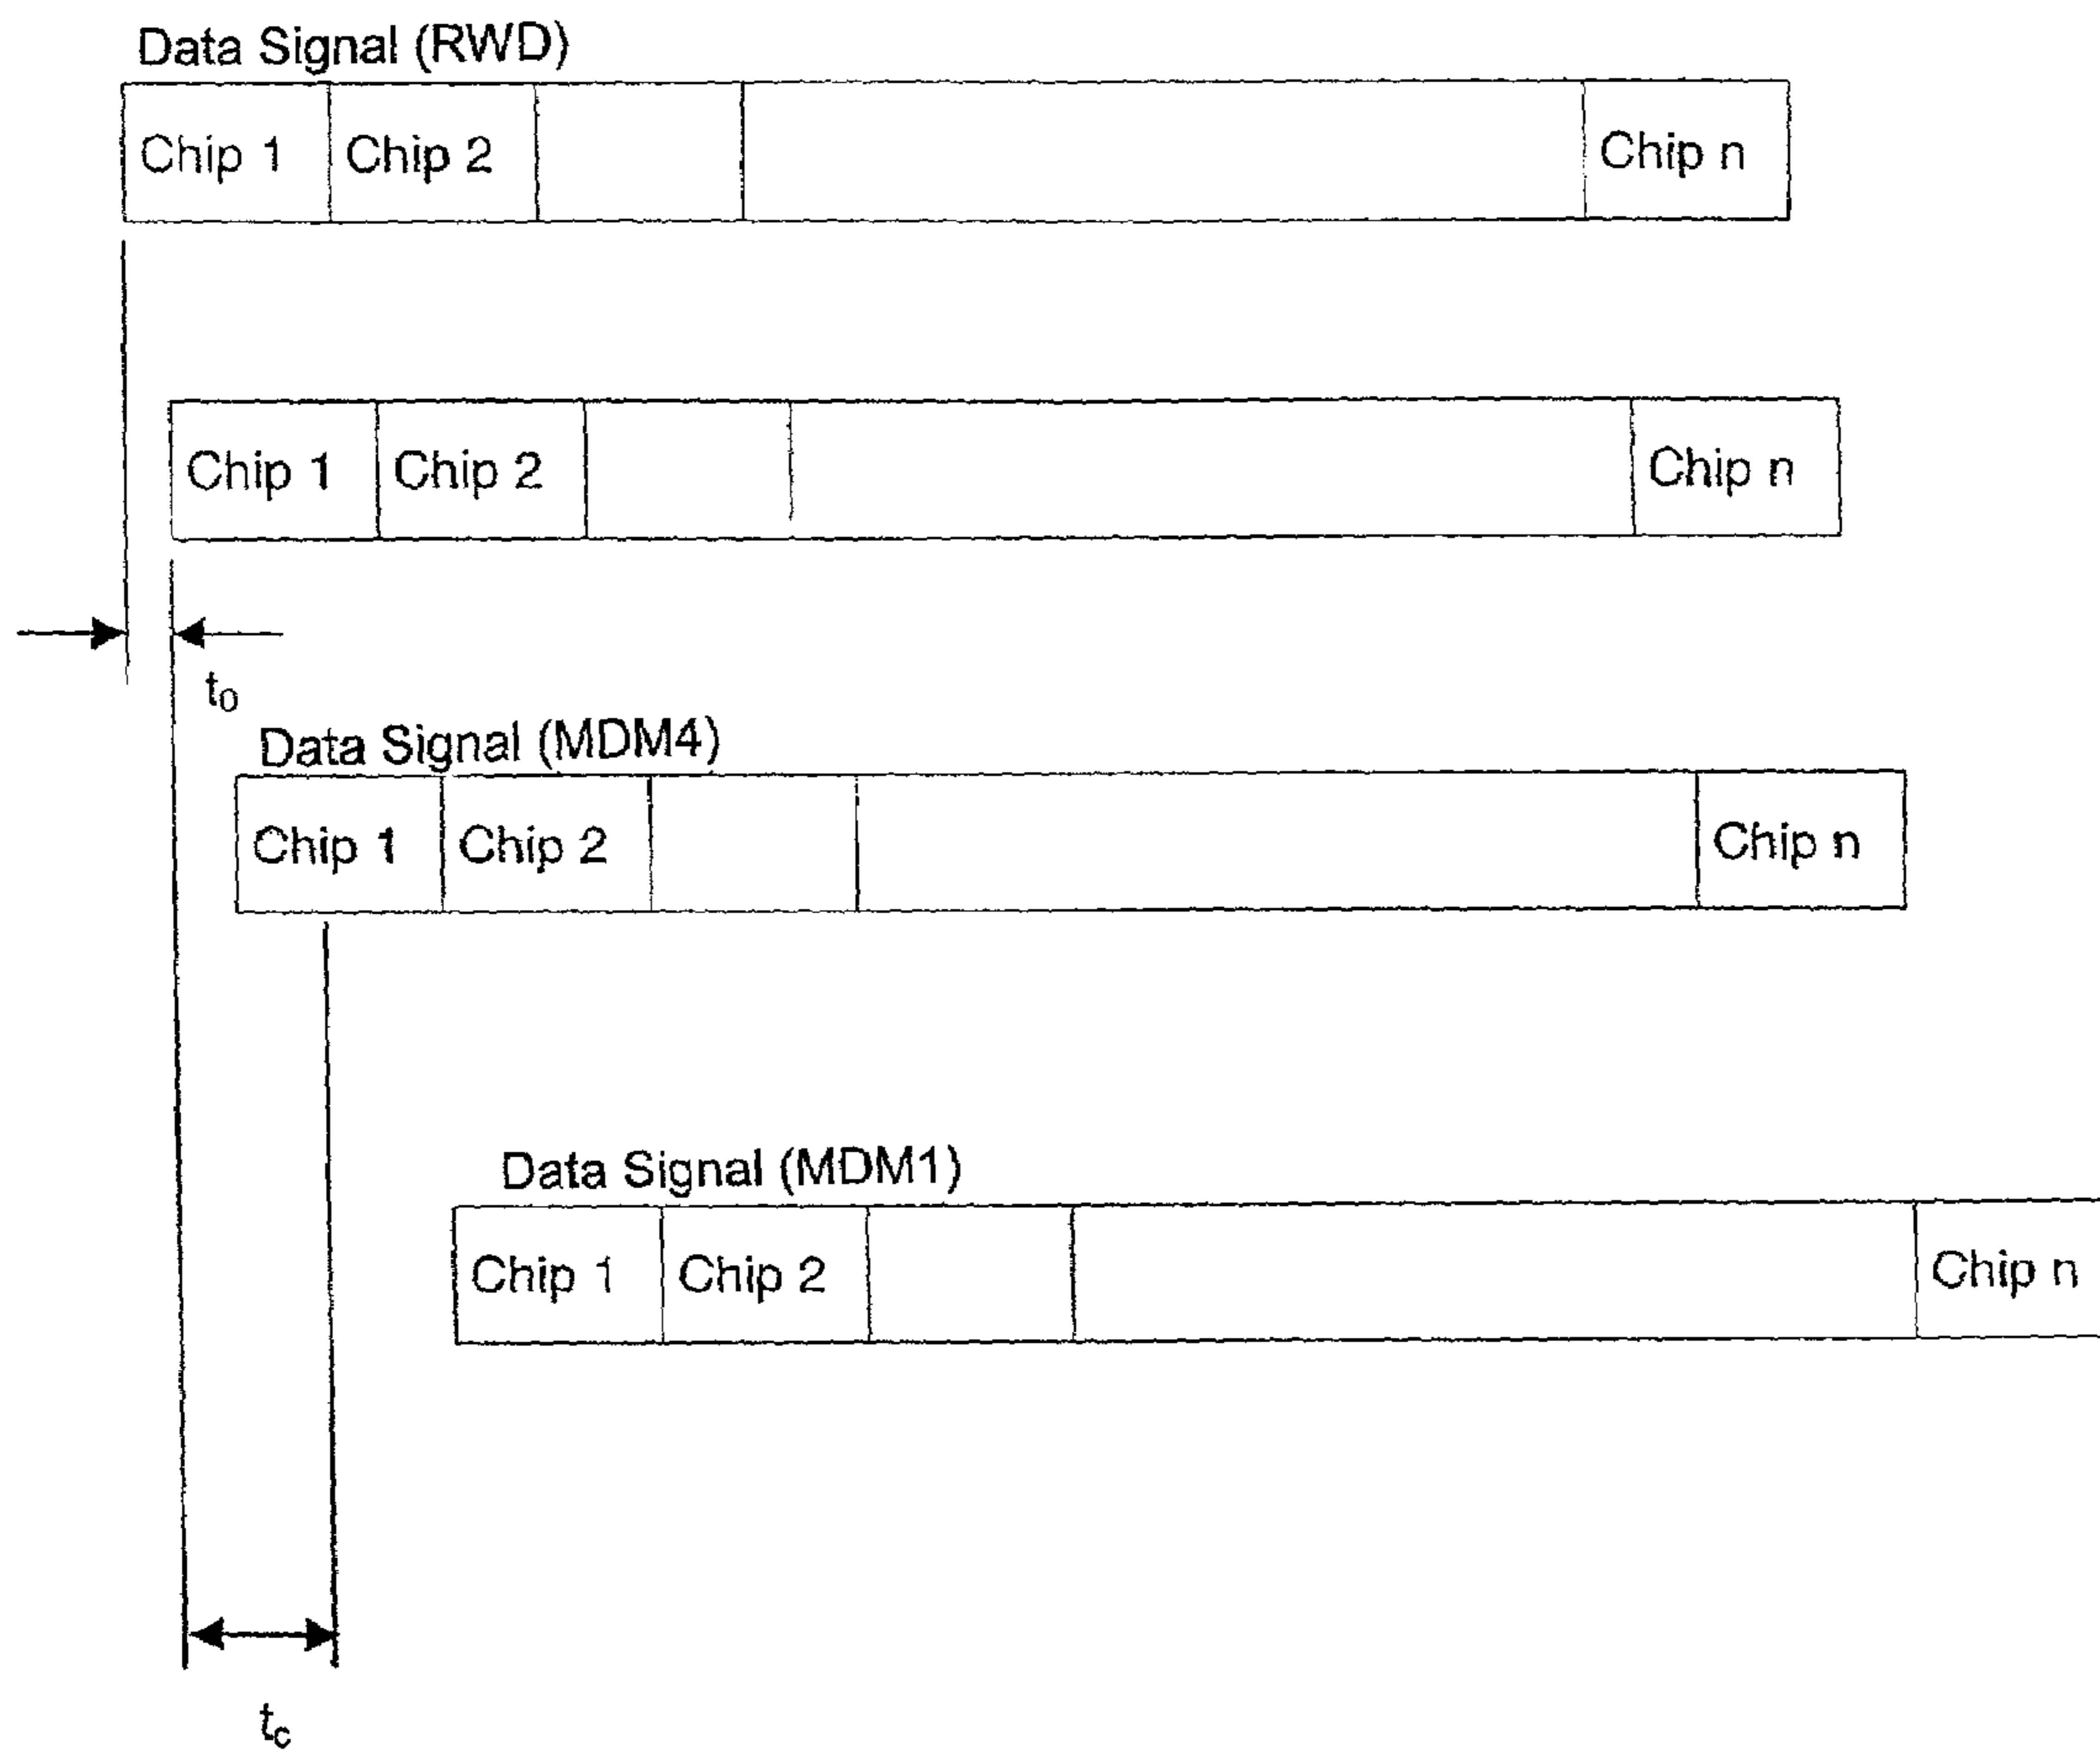 Data Signal (RWD)
Chip 1 Chip 2 Chip n
Chip 1 Chip 2 Chip n
t0
Data Signal (MDM4)
Chip 1 Chip 2 Chip n
Data Signal (MDM1)
Chip 1 Chip 2 Chip n
tc